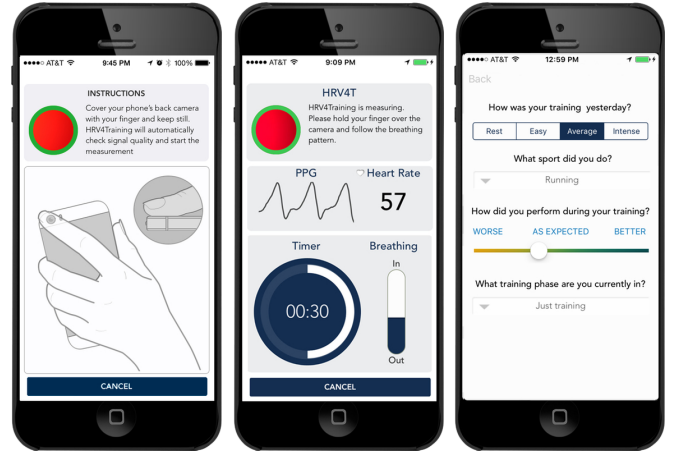 ●●●●○ AT&T 9:45 PM 100%
INSTRUCTIONS
Cover your phone's back camera
with your finger and keep still.
HRV4Training will automatically
check signal quality and start the
measurement
CANCEL
●●●●● AT&T 9:09 PM
HRV4T
HRV4Training is measuring.
Please hold your finger over the
camera and follow the breathing
pattern.
PPG Heart Rate
57
Timer Breathing
In
00:30
Out
CANCEL
●●●●○ AT&T 12:59 PM
Back
How was your training yesterday?
Rest Easy Average Intense
What sport did you do?
Running
How did you perform during your training?
WORSE AS EXPECTED BETTER
What training phase are you currently in?
Just training